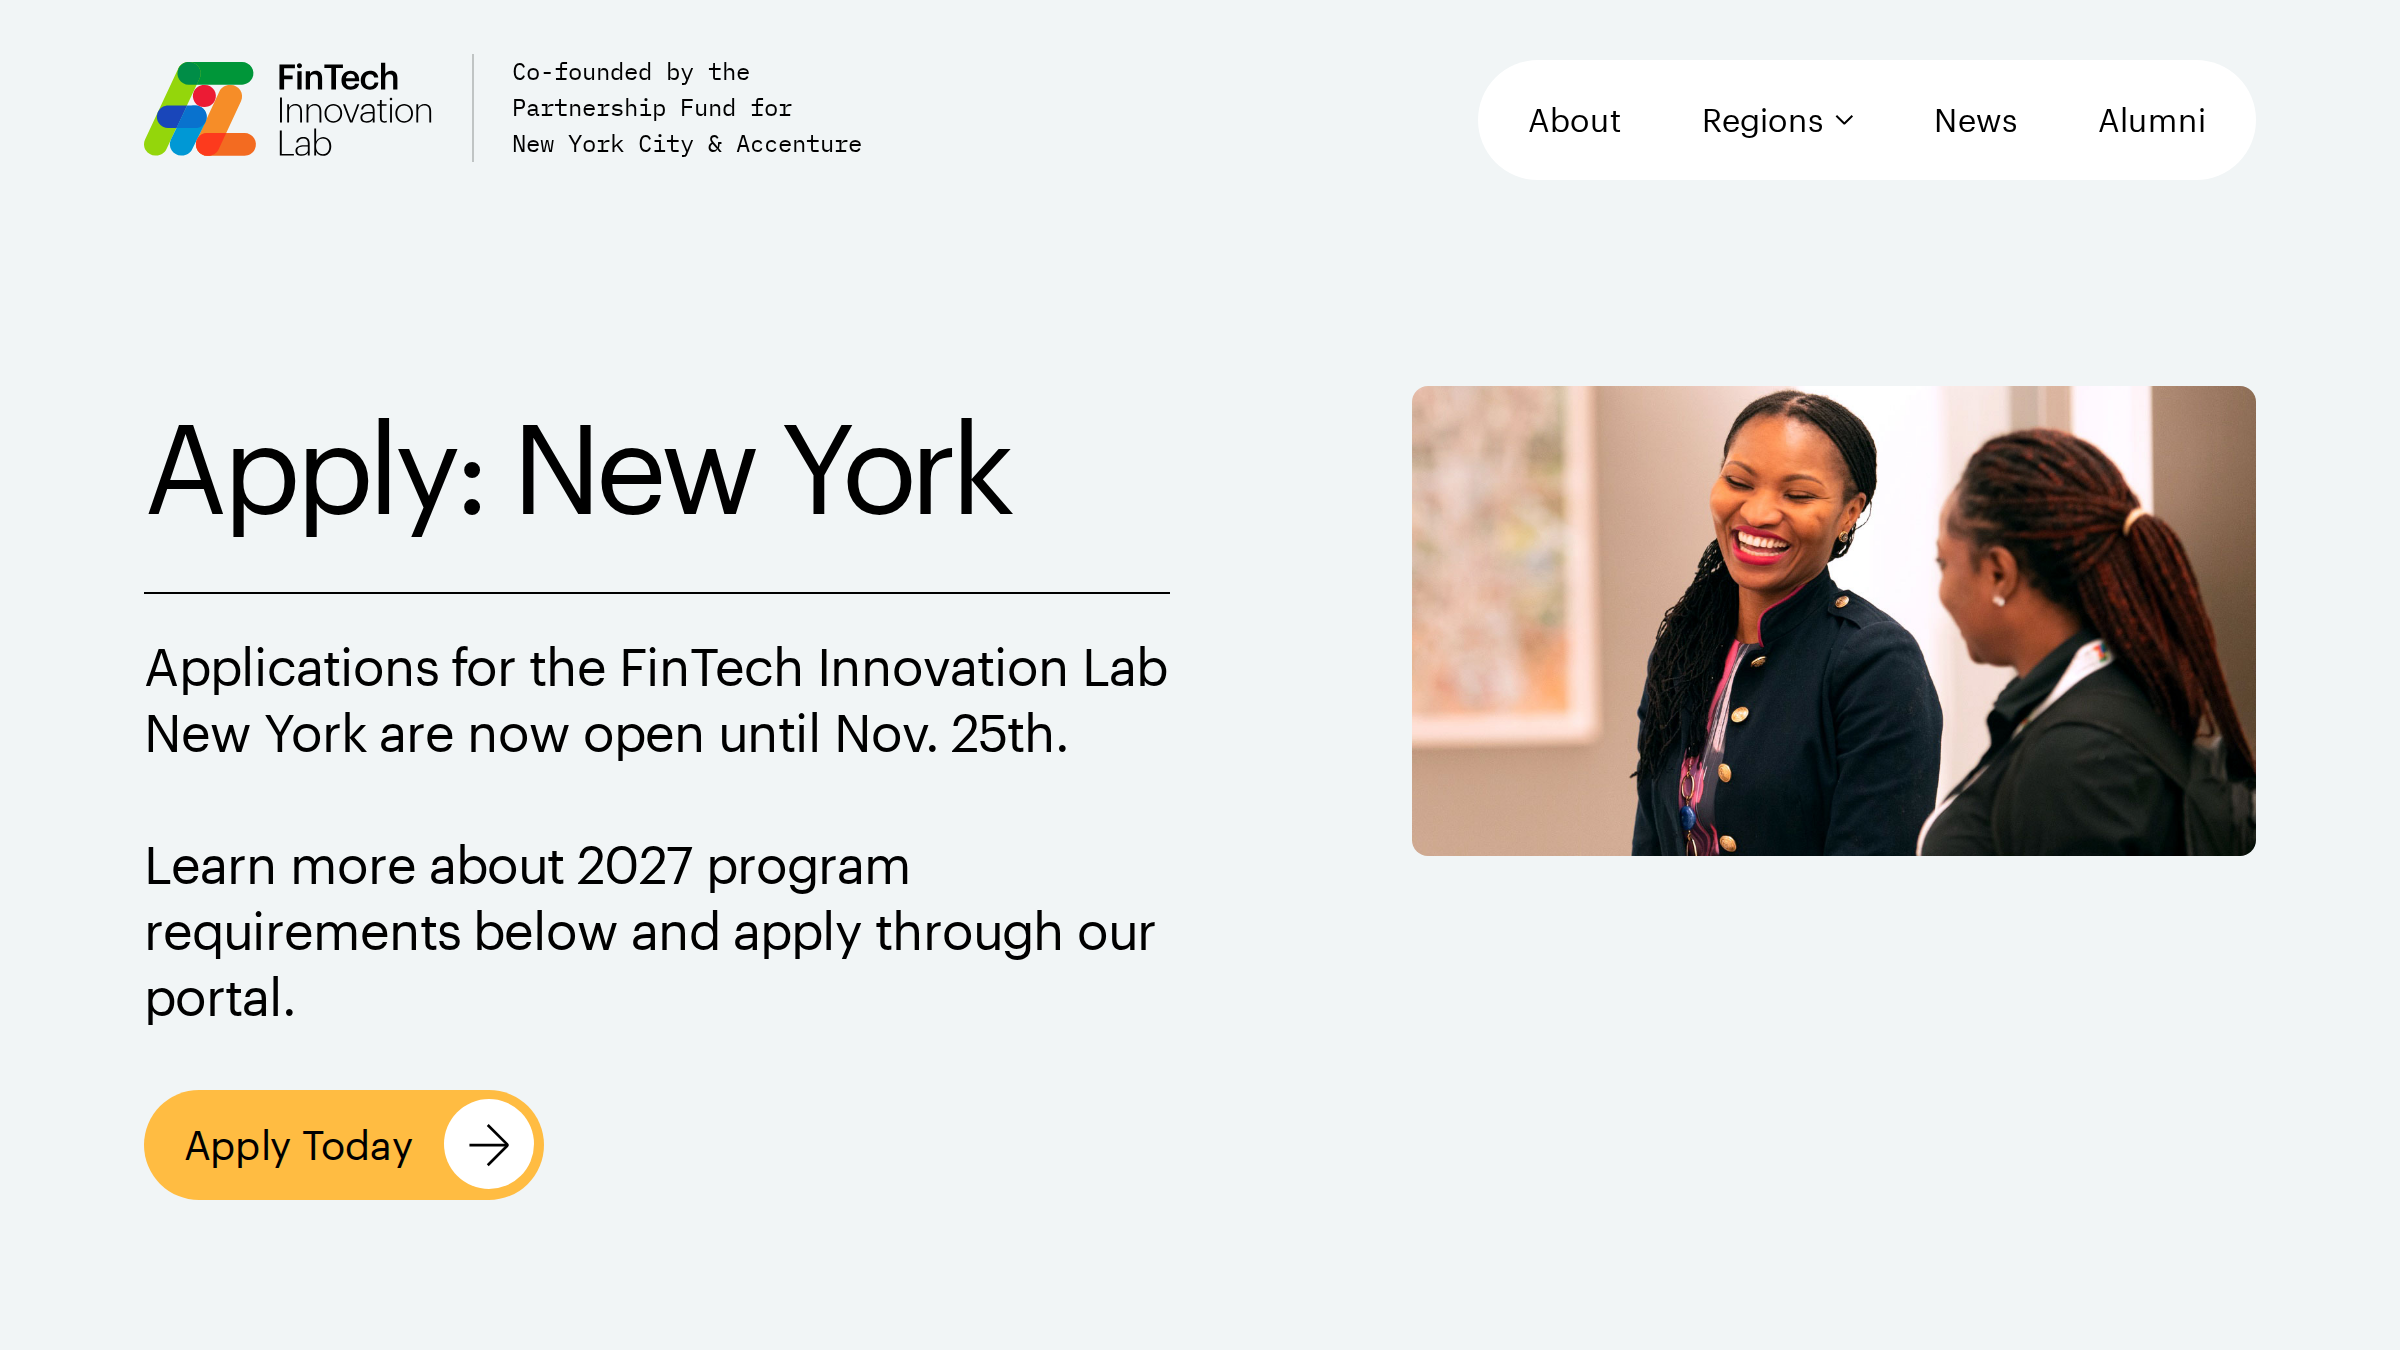 FinTech
Innovation
Lab
Co-founded by the
Partnership Fund for
New York City & Accenture
About
Regions
News
Alumni
Apply: New York
Applications for the FinTech Innovation Lab
New York are now open until Nov. 25th.
Learn more about 2027 program
requirements below and apply through our
portal.
Apply Today